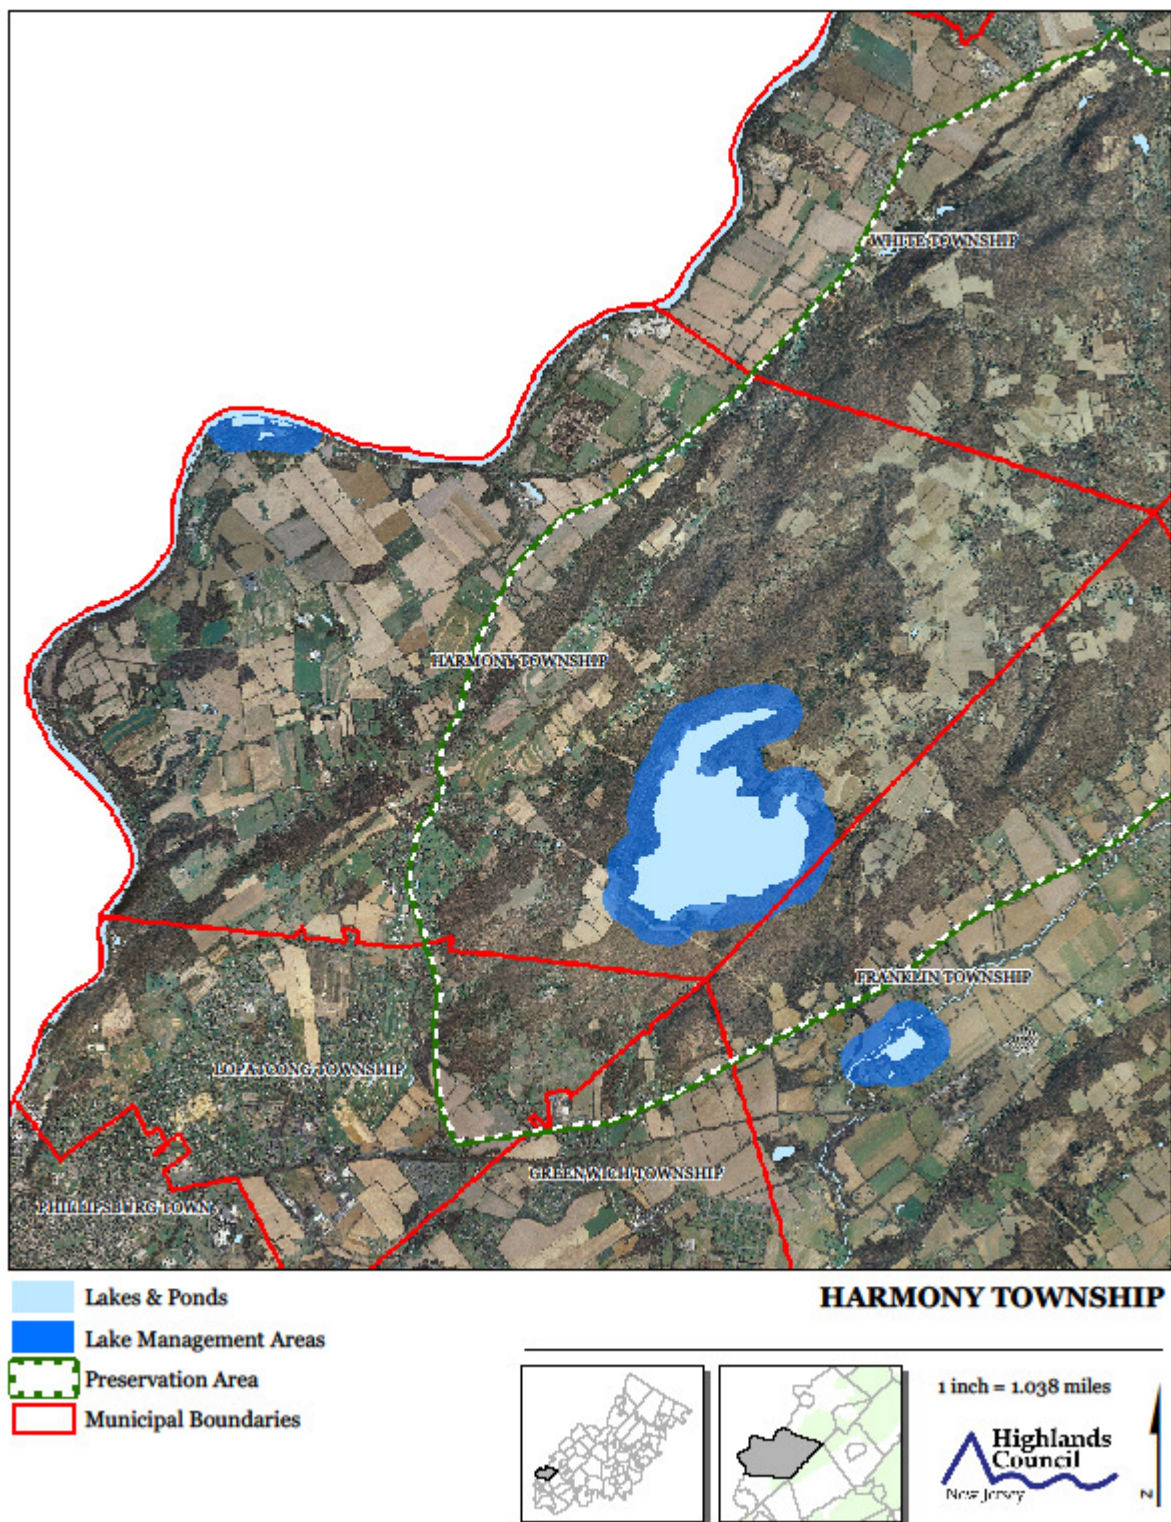 WHITE TOWNSHIP
HARMONY TOWNSHIP
FRANKLIN TOWNSHIP
LOPATCONG TOWNSHIP
GREENWICH TOWNSHIP
PHILLIPSBURG TOWN
Lakes & Ponds
Lake Management Areas
Preservation Area
Municipal Boundaries
HARMONY TOWNSHIP
1 inch = 1.038 miles
Highlands
Council
New Jersey
N